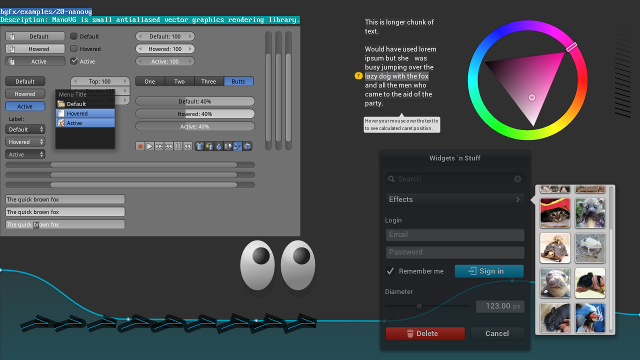 bgfx/examples/20-nanovg
Description: NanoVG is small antialiased vector graphics rendering library.
Default
Default
Default: 100
Hovered
Hovered
Hovered: 100
Active
Active
Active: 100
Default
Top: 100
One
Two
Three
Butts
Hovered
Menu Title
Default: 40%
Default
Active
Hovered
Hovered: 40%
Label:
Active
Active: 40%
Default
Hovered
Active
The quick brown fox
The quick brown fox
The quick brown fox
This is longer chunk of
text.
Would have used lorem
ipsum but she was
busy jumping over the
lazy dog with the fox
and all the men who
came to the aid of the
party.
Hover your mouse over the text to
see calculated caret position.
Widgets `n Stuff
Search
Effects
Login
Email
Password
Remember me
Sign in
Diameter
123.00 px
Delete
Cancel